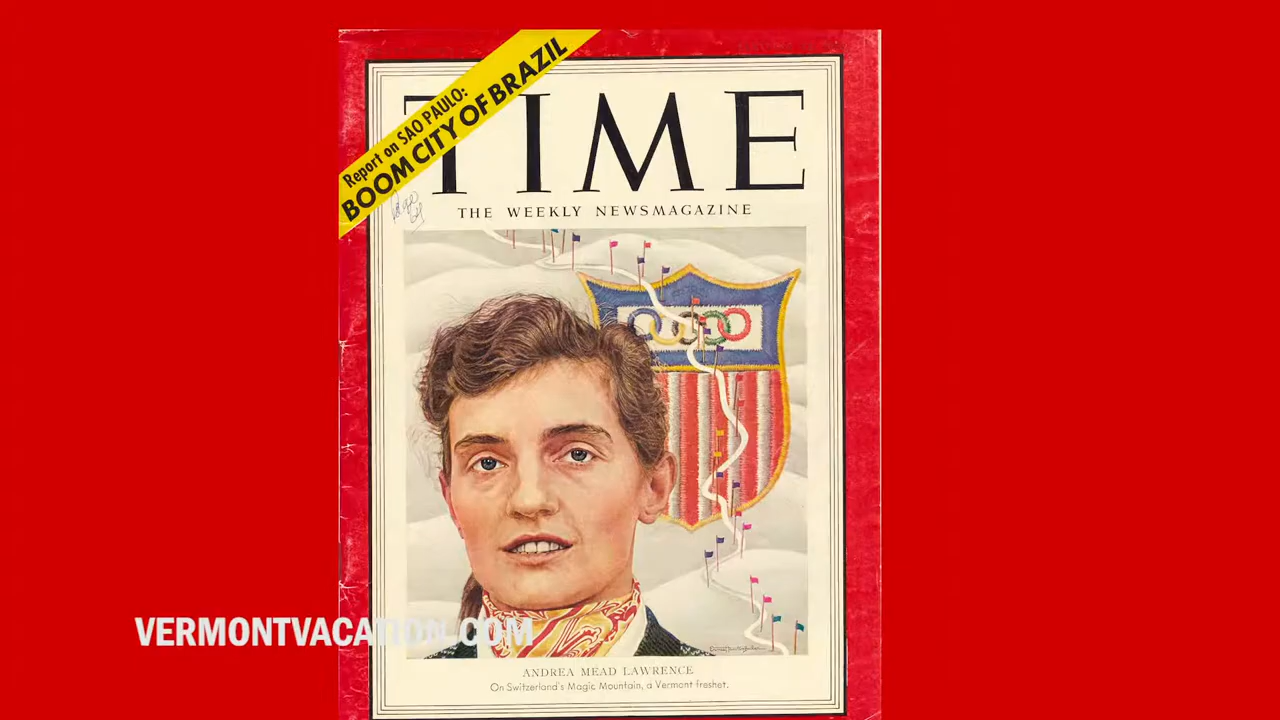 Report on SAO PAULO:
BOOM CITY OF BRAZIL
TIME
THE WEEKLY NEWSMAGAZINE
ANDREA MEAD LAWRENCE
On Switzerland's Magic Mountain, a Vermont freshet.
VERMONTVACATION.COM